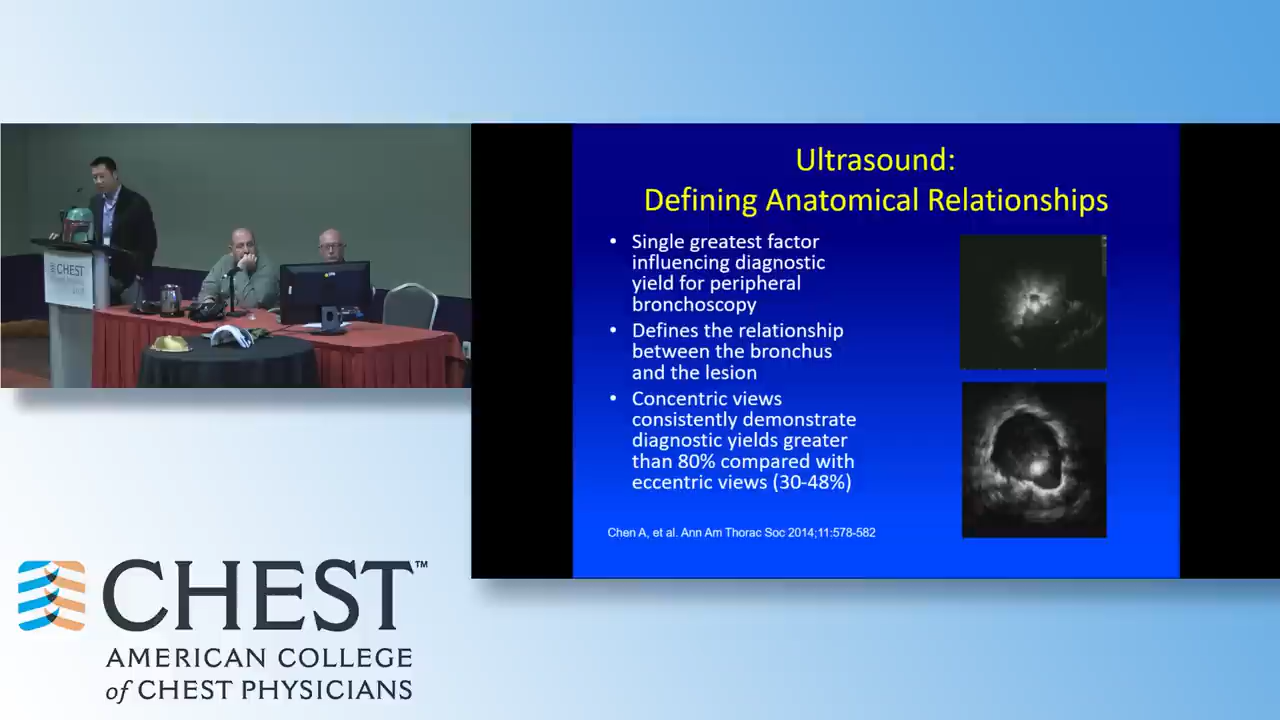 Ultrasound:
Defining Anatomical Relationships
• Single greatest factor
influencing diagnostic
yield for peripheral
bronchoscopy
• Defines the relationship
between the bronchus
and the lesion
• Concentric views
consistently demonstrate
diagnostic yields greater
than 80% compared with
eccentric views (30-48%)
Chen A, et al. Ann Am Thorac Soc 2014;11:578-582
CHEST
CHEST™
AMERICAN COLLEGE
of CHEST PHYSICIANS